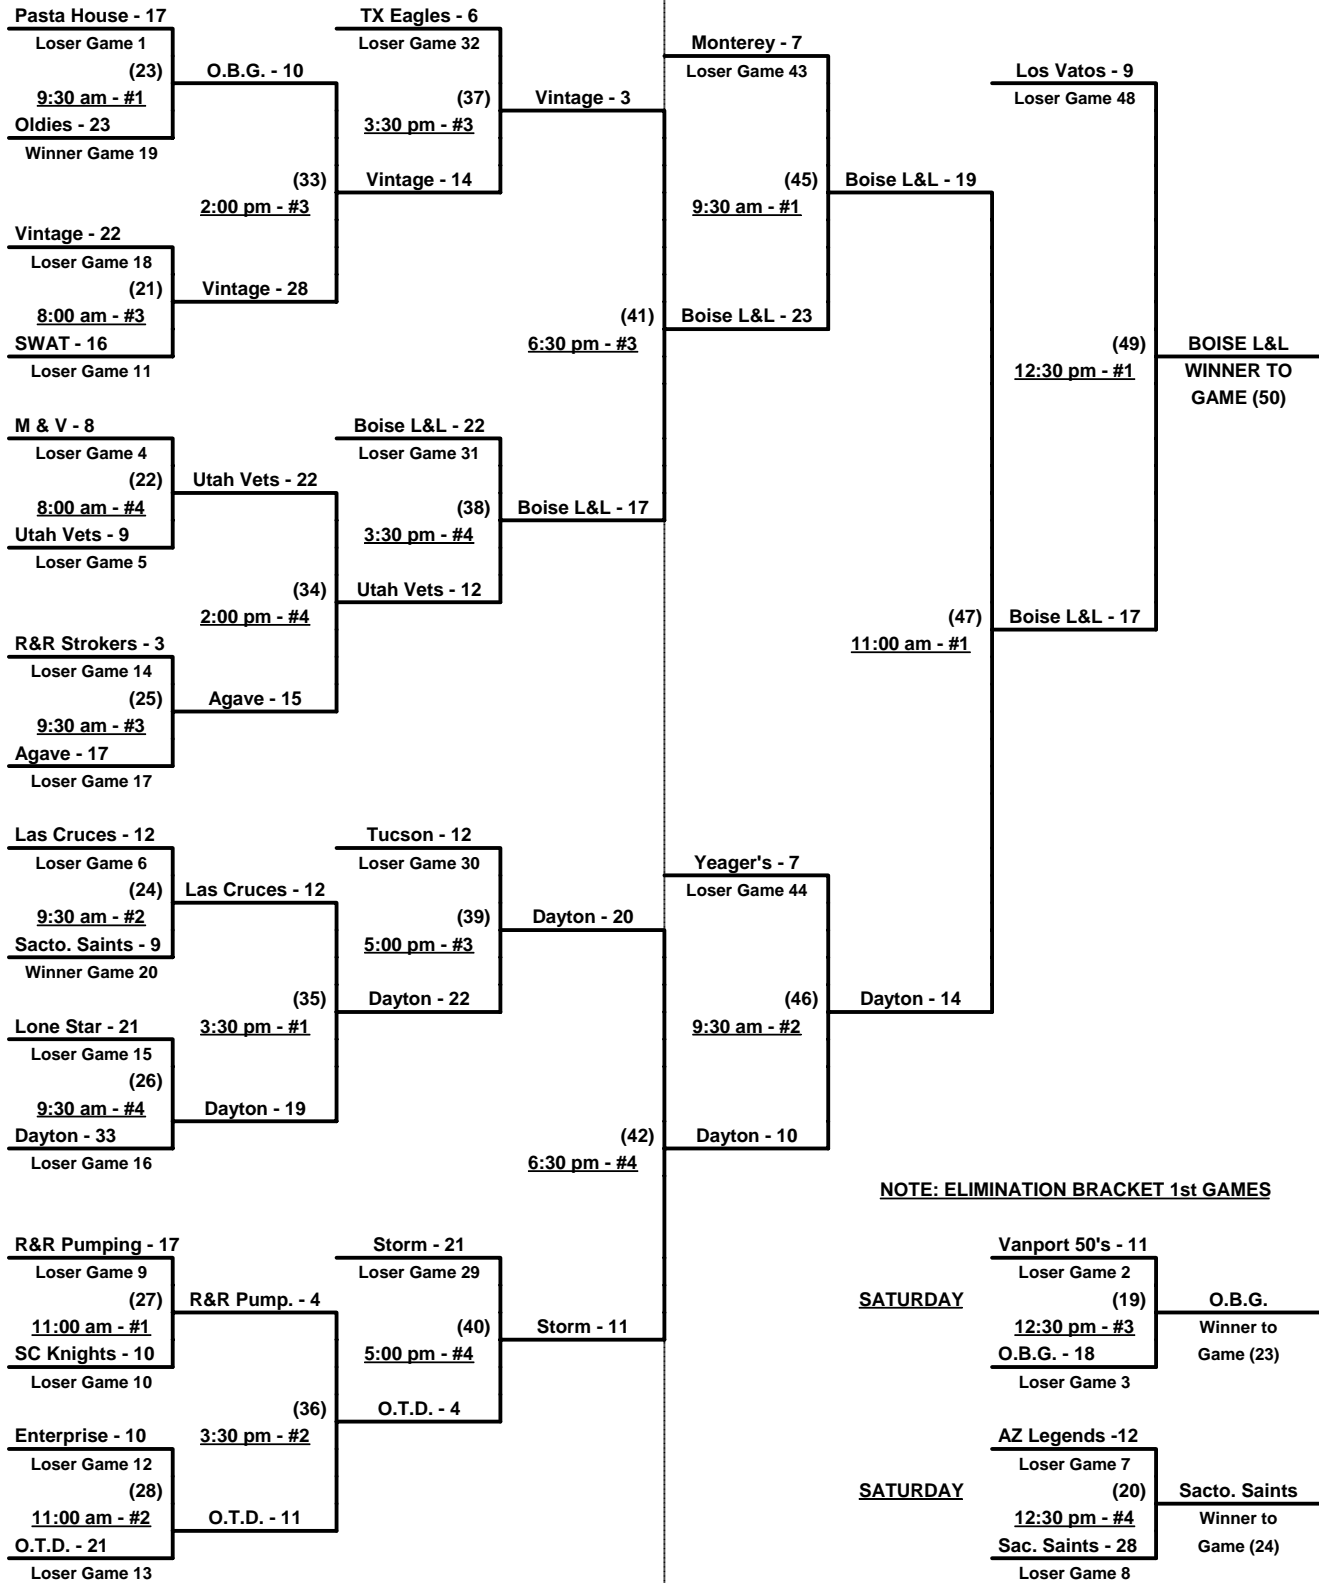 Pasta House - 17
Loser Game 1
(23)
9:30 am - #1
Oldies - 23
Winner Game 19
O.B.G. - 10
(33)
2:00 pm - #3
Vintage - 22
Loser Game 18
(21)
8:00 am - #3
SWAT - 16
Loser Game 11
Vintage - 28
TX Eagles - 6
Loser Game 32
(37)
3:30 pm - #3
Vintage - 14
Vintage - 3
(41)
6:30 pm - #3
M & V - 8
Loser Game 4
(22)
8:00 am - #4
Utah Vets - 9
Loser Game 5
Utah Vets - 22
(34)
2:00 pm - #4
R&R Strokers - 3
Loser Game 14
(25)
9:30 am - #3
Agave - 17
Loser Game 17
Agave - 15
Boise L&L - 22
Loser Game 31
(38)
3:30 pm - #4
Utah Vets - 12
Boise L&L - 17
Las Cruces - 12
Loser Game 6
(24)
9:30 am - #2
Sacto. Saints - 9
Winner Game 20
Las Cruces - 12
(35)
3:30 pm - #1
Lone Star - 21
Loser Game 15
(26)
9:30 am - #4
Dayton - 33
Loser Game 16
Dayton - 19
Tucson - 12
Loser Game 30
(39)
5:00 pm - #3
Dayton - 22
Dayton - 20
(42)
6:30 pm - #4
R&R Pumping - 17
Loser Game 9
(27)
11:00 am - #1
SC Knights - 10
Loser Game 10
R&R Pump. - 4
(36)
3:30 pm - #2
Enterprise - 10
Loser Game 12
(28)
11:00 am - #2
O.T.D. - 21
Loser Game 13
O.T.D. - 11
Storm - 21
Loser Game 29
(40)
5:00 pm - #4
O.T.D. - 4
Storm - 11
Monterey - 7
Loser Game 43
(45)
9:30 am - #1
Boise L&L - 23
Boise L&L - 19
(47)
11:00 am - #1
Yeager's - 7
Loser Game 44
(46)
9:30 am - #2
Dayton - 10
Dayton - 14
Los Vatos - 9
Loser Game 48
(49)
12:30 pm - #1
Boise L&L - 17
BOISE L&L
WINNER TO
GAME (50)
NOTE: ELIMINATION BRACKET 1st GAMES
Vanport 50's - 11
Loser Game 2
SATURDAY
(19)
12:30 pm - #3
O.B.G. - 18
Loser Game 3
O.B.G.
Winner to
Game (23)
AZ Legends -12
Loser Game 7
SATURDAY
(20)
12:30 pm - #4
Sac. Saints - 28
Loser Game 8
Sacto. Saints
Winner to
Game (24)